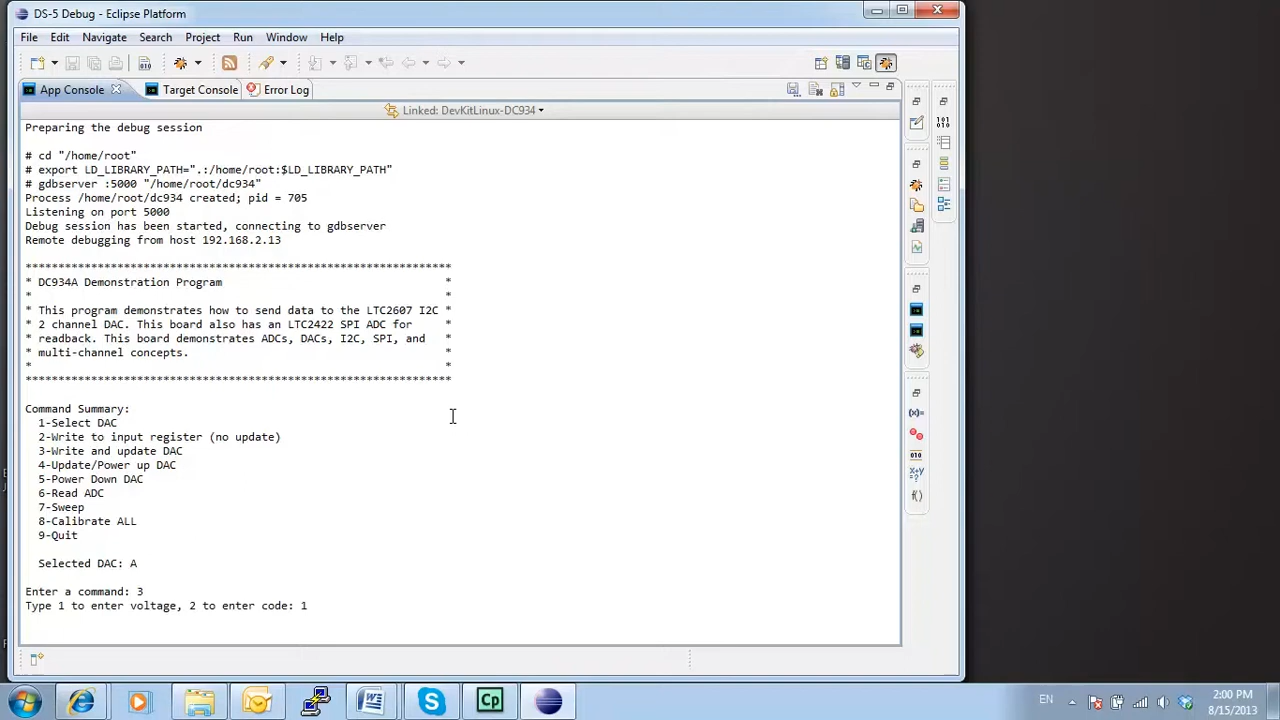 DS-5 Debug - Eclipse Platform
File Edit Navigate Search Project Run Window Help
App Console Target Console Error Log
Linked: DevKitLinux-DC934
Preparing the debug session
# cd "/home/root"
# export LD_LIBRARY_PATH=".:/home/root:$LD_LIBRARY_PATH"
# gdbserver :5000 "/home/root/dc934"
Process /home/root/dc934 created; pid = 705
Listening on port 5000
Debug session has been started, connecting to gdbserver
Remote debugging from host 192.168.2.13
*****************************************************************
* DC934A Demonstration Program *
* *
* This program demonstrates how to send data to the LTC2607 I2C *
* 2 channel DAC. This board also has an LTC2422 SPI ADC for *
* readback. This board demonstrates ADCs, DACs, I2C, SPI, and *
* multi-channel concepts. *
* *
*****************************************************************
Command Summary:
1-Select DAC
2-Write to input register (no update)
3-Write and update DAC
4-Update/Power up DAC
5-Power Down DAC
6-Read ADC
7-Sweep
8-Calibrate ALL
9-Quit
Selected DAC: A
Enter a command: 3
Type 1 to enter voltage, 2 to enter code: 1
EN
2:00 PM
8/15/2013